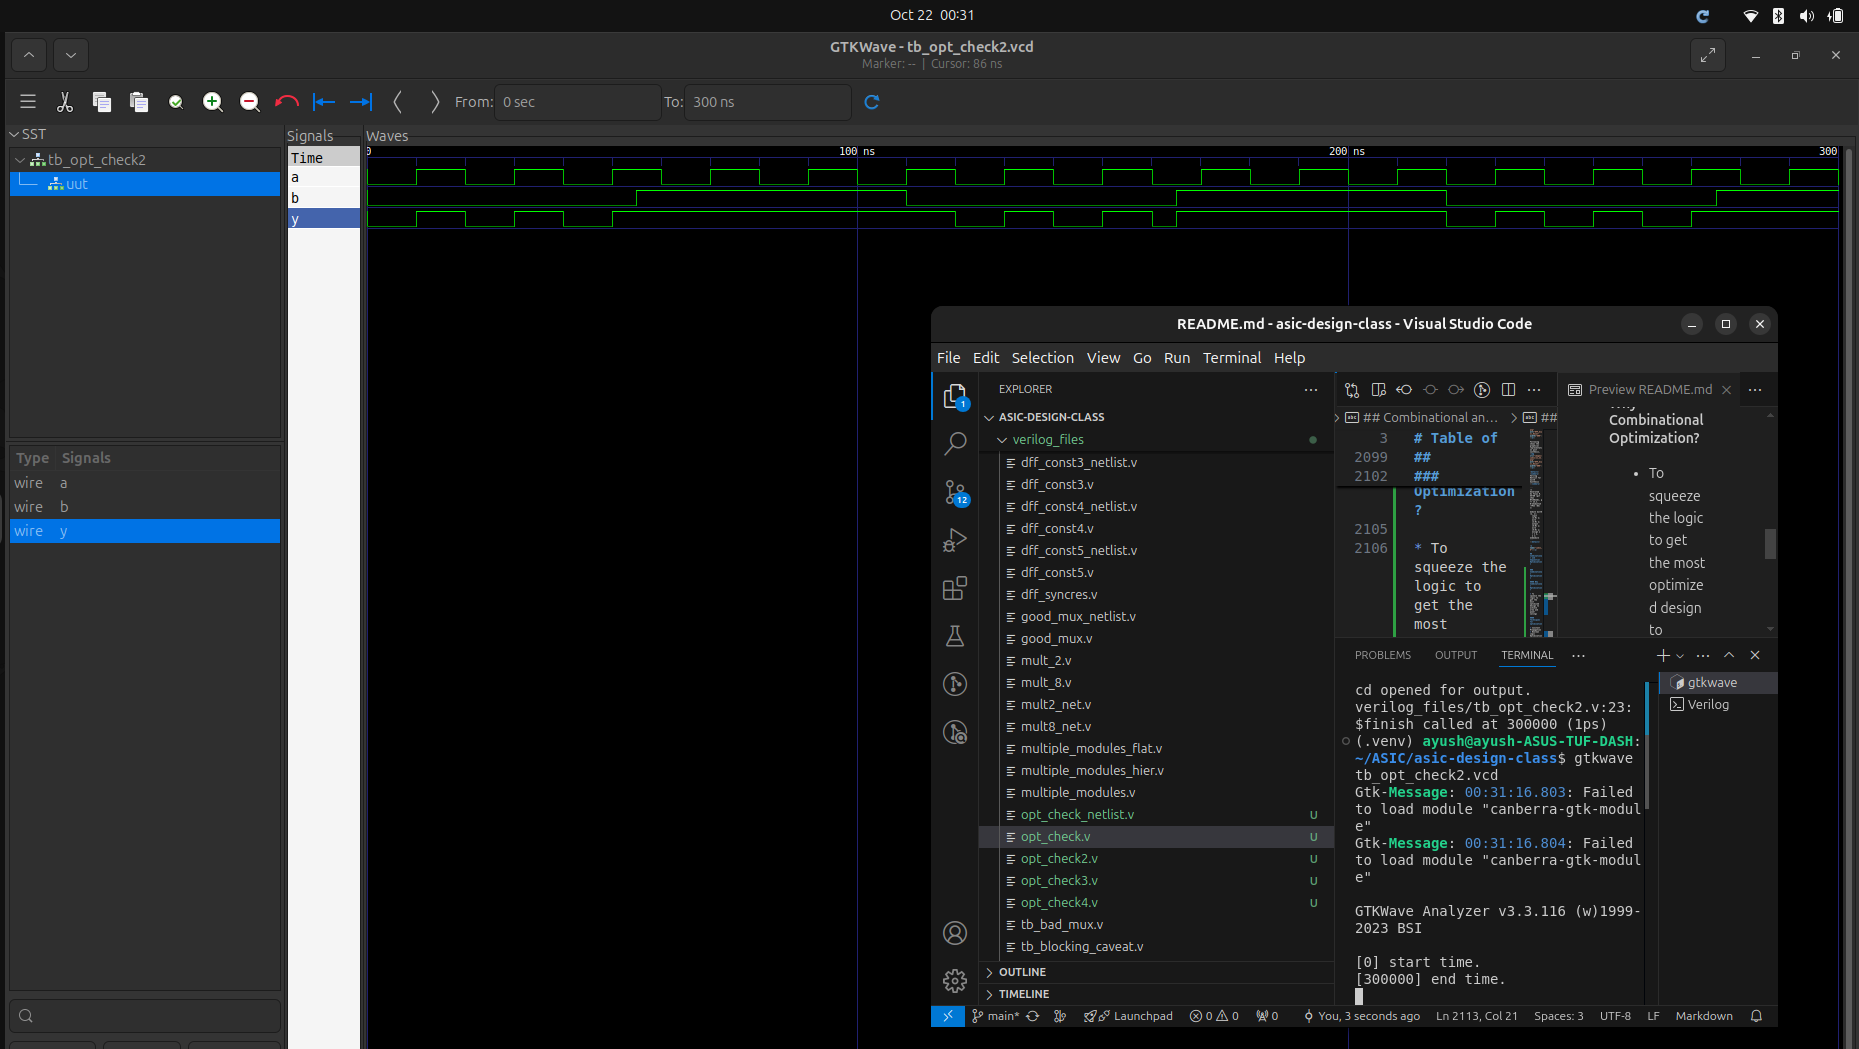 Oct 22 00:31
GTKWave - tb_opt_check2.vcd
Marker: -- | Cursor: 86 ns
From: 0 sec To: 300 ns
SST
tb_opt_check2
uut
Type Signals
wire a
wire b
wire y
Signals
Time
a
b
y
Waves
0 100 ns 200 ns 300
README.md - asic-design-class - Visual Studio Code
File Edit Selection View Go Run Terminal Help
1
12
EXPLORER
ASIC-DESIGN-CLASS
verilog_files
dff_const3_netlist.v
dff_const3.v
dff_const4_netlist.v
dff_const4.v
dff_const5_netlist.v
dff_const5.v
dff_syncres.v
good_mux_netlist.v
good_mux.v
mult_2.v
mult_8.v
mult2_net.v
mult8_net.v
multiple_modules_flat.v
multiple_modules_hier.v
multiple_modules.v
opt_check_netlist.v U
opt_check.v U
opt_check2.v U
opt_check3.v U
opt_check4.v U
tb_bad_mux.v
tb_blocking_caveat.v
OUTLINE
TIMELINE
## Combinational an... ##
3 # Table of
2099 ##
2102 ###
Optimization
?
2105
2106 * To
squeeze the
logic to
get the
most
Preview README.md
Why
Combinational
Optimization?
• To
squeeze
the logic
to get
the most
optimize
d design
to
PROBLEMS OUTPUT TERMINAL
gtkwave
Verilog
cd opened for output.
verilog_files/tb_opt_check2.v:23:
$finish called at 300000 (1ps)
(.venv) ayush@ayush-ASUS-TUF-DASH:
~/ASIC/asic-design-class$ gtkwave
tb_opt_check2.vcd
Gtk-Message: 00:31:16.803: Failed
to load module "canberra-gtk-modul
e"
Gtk-Message: 00:31:16.804: Failed
to load module "canberra-gtk-modul
e"
GTKWave Analyzer v3.3.116 (w)1999-
2023 BSI
[0] start time.
[300000] end time.
main* Launchpad 0 0 0 You, 3 seconds ago Ln 2113, Col 21 Spaces: 3 UTF-8 LF Markdown